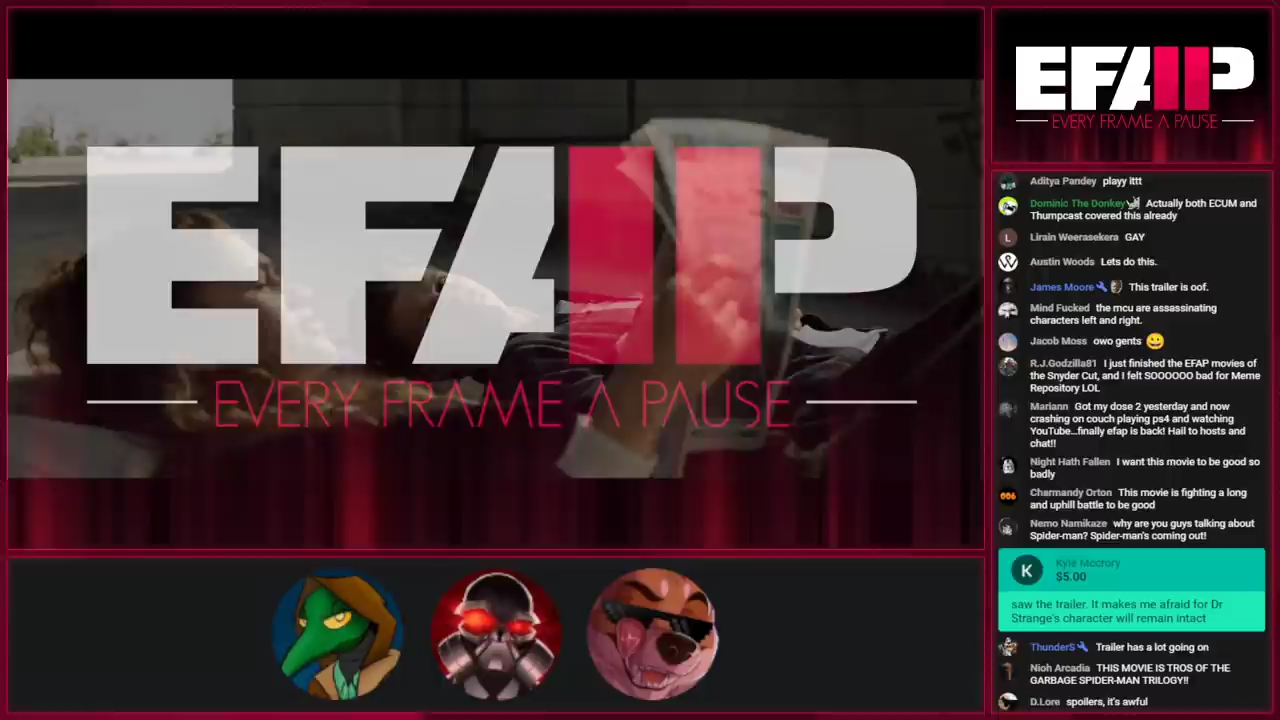 EFAP
EVERY FRAME A PAUSE
EFAP
EVERY FRAME A PAUSE
Aditya Pandey playy ittt
Dominic The Donkey Actually both ECUM and
Thumpcast covered this already
L Lirain Weerasekera GAY
Austin Woods Lets do this.
James Moore This trailer is oof.
Mind Fucked the mcu are assassinating
characters left and right.
Jacob Moss owo gents
R.J.Godzilla81 I just finished the EFAP movies of
the Snyder Cut, and I felt SOOOOOO bad for Meme
Repository LOL
Mariann Got my dose 2 yesterday and now
crashing on couch playing ps4 and watching
YouTube...finally efap is back! Hail to hosts and
chat!!
Night Hath Fallen I want this movie to be good so
badly
Charmandy Orton This movie is fighting a long
and uphill battle to be good
Nemo Namikaze why are you guys talking about
Spider-man? Spider-man's coming out!
K Kyle Mccrory
$5.00
saw the trailer. It makes me afraid for Dr
Strange's character will remain intact
ThunderS Trailer has a lot going on
Nioh Arcadia THIS MOVIE IS TROS OF THE
GARBAGE SPIDER-MAN TRILOGY!!
D.Lore spoilers, it's awful